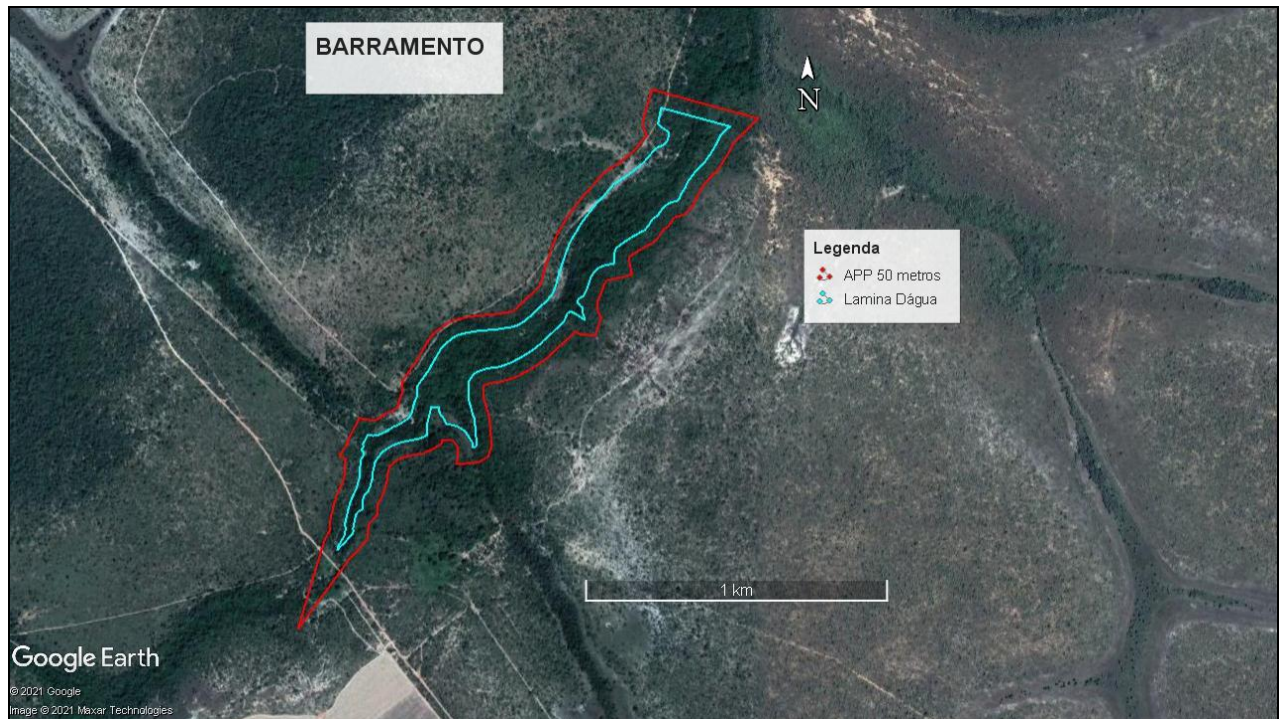 BARRAMENTO
N
Legenda
APP 50 metros
Lamina Dágua
1 km
Google Earth
© 2021 Google
Image © 2021 Maxar Technologies